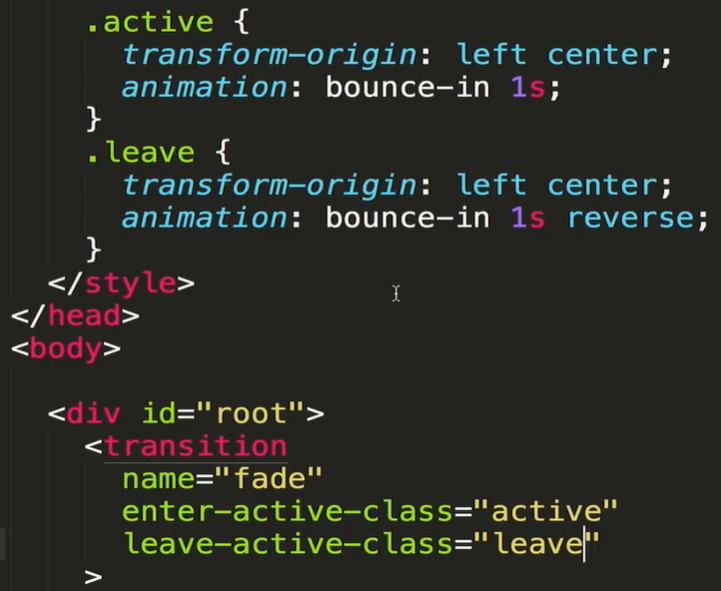 .active {
transform-origin: left center;
animation: bounce-in 1s;
}
.leave {
transform-origin: left center;
animation: bounce-in 1s reverse;
}
</style>
</head>
<body>
<div id="root">
<transition
name="fade"
enter-active-class="active"
leave-active-class="leave"
>